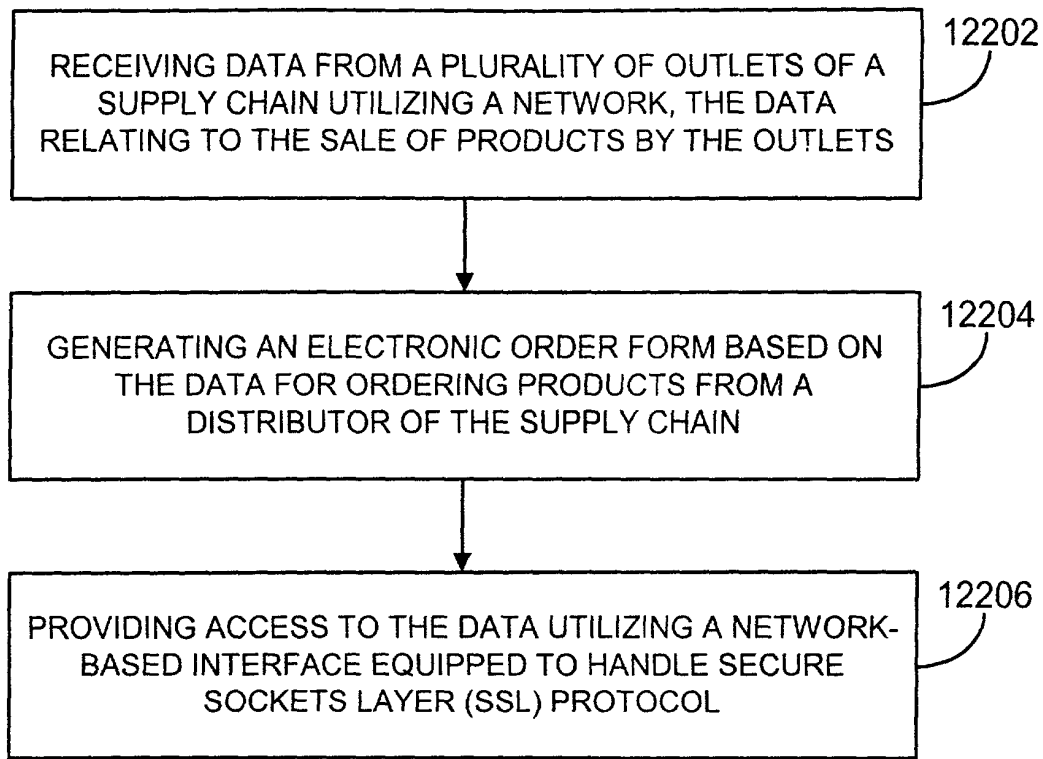 12202
RECEIVING DATA FROM A PLURALITY OF OUTLETS OF A
SUPPLY CHAIN UTILIZING A NETWORK, THE DATA
RELATING TO THE SALE OF PRODUCTS BY THE OUTLETS
12204
GENERATING AN ELECTRONIC ORDER FORM BASED ON
THE DATA FOR ORDERING PRODUCTS FROM A
DISTRIBUTOR OF THE SUPPLY CHAIN
12206
PROVIDING ACCESS TO THE DATA UTILIZING A NETWORK-
BASED INTERFACE EQUIPPED TO HANDLE SECURE
SOCKETS LAYER (SSL) PROTOCOL